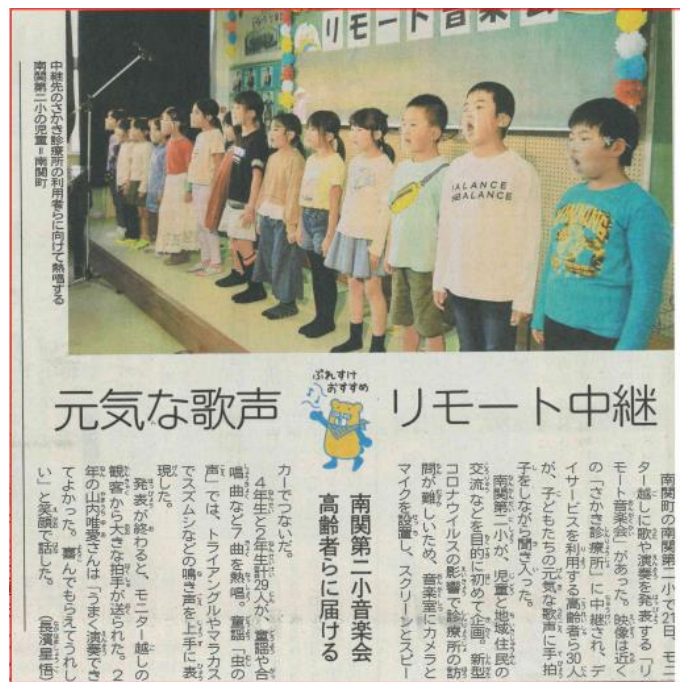 リモート音楽会
中継先のさかき診療所の利用者らに向けて熱唱する
南関第二小の児童=南関町
BALANCE
ぷれすけ
おすすめ
元気な歌声
リモート中継
南関第二小音楽会
高齢者らに届ける
南関町の南関第二小で21日、モニ
ター越しに歌や演奏を発表する「リ
モート音楽会」があった。映像は近く
の「さかき診療所」に中継され、デ
イサービスを利用する高齢者ら30人
が、子どもたちの元気な歌声に手拍
子をしながら聞き入った。
南関第二小が、児童と地域住民の
交流などを目的に初めて企画。新型
コロナウイルスの影響で診療所の訪
問が難しいため、音楽室にカメラと
マイクを設置し、スクリーンとスピー
カーでつないだ。
4年生と2年生計29人が、童謡や合
唱曲など7曲を熱唱。童謡「虫の
声」では、トライアングルやマラカス
でスズムシなどの鳴き声を上手に表
現した。
発表が終わると、モニター越しの
観客から大きな拍手が送られた。2
年の山内唯愛さんは「うまく演奏でき
てよかった。喜んでもらえてうれし
い」と笑顔で話した。 (長濱星悟)